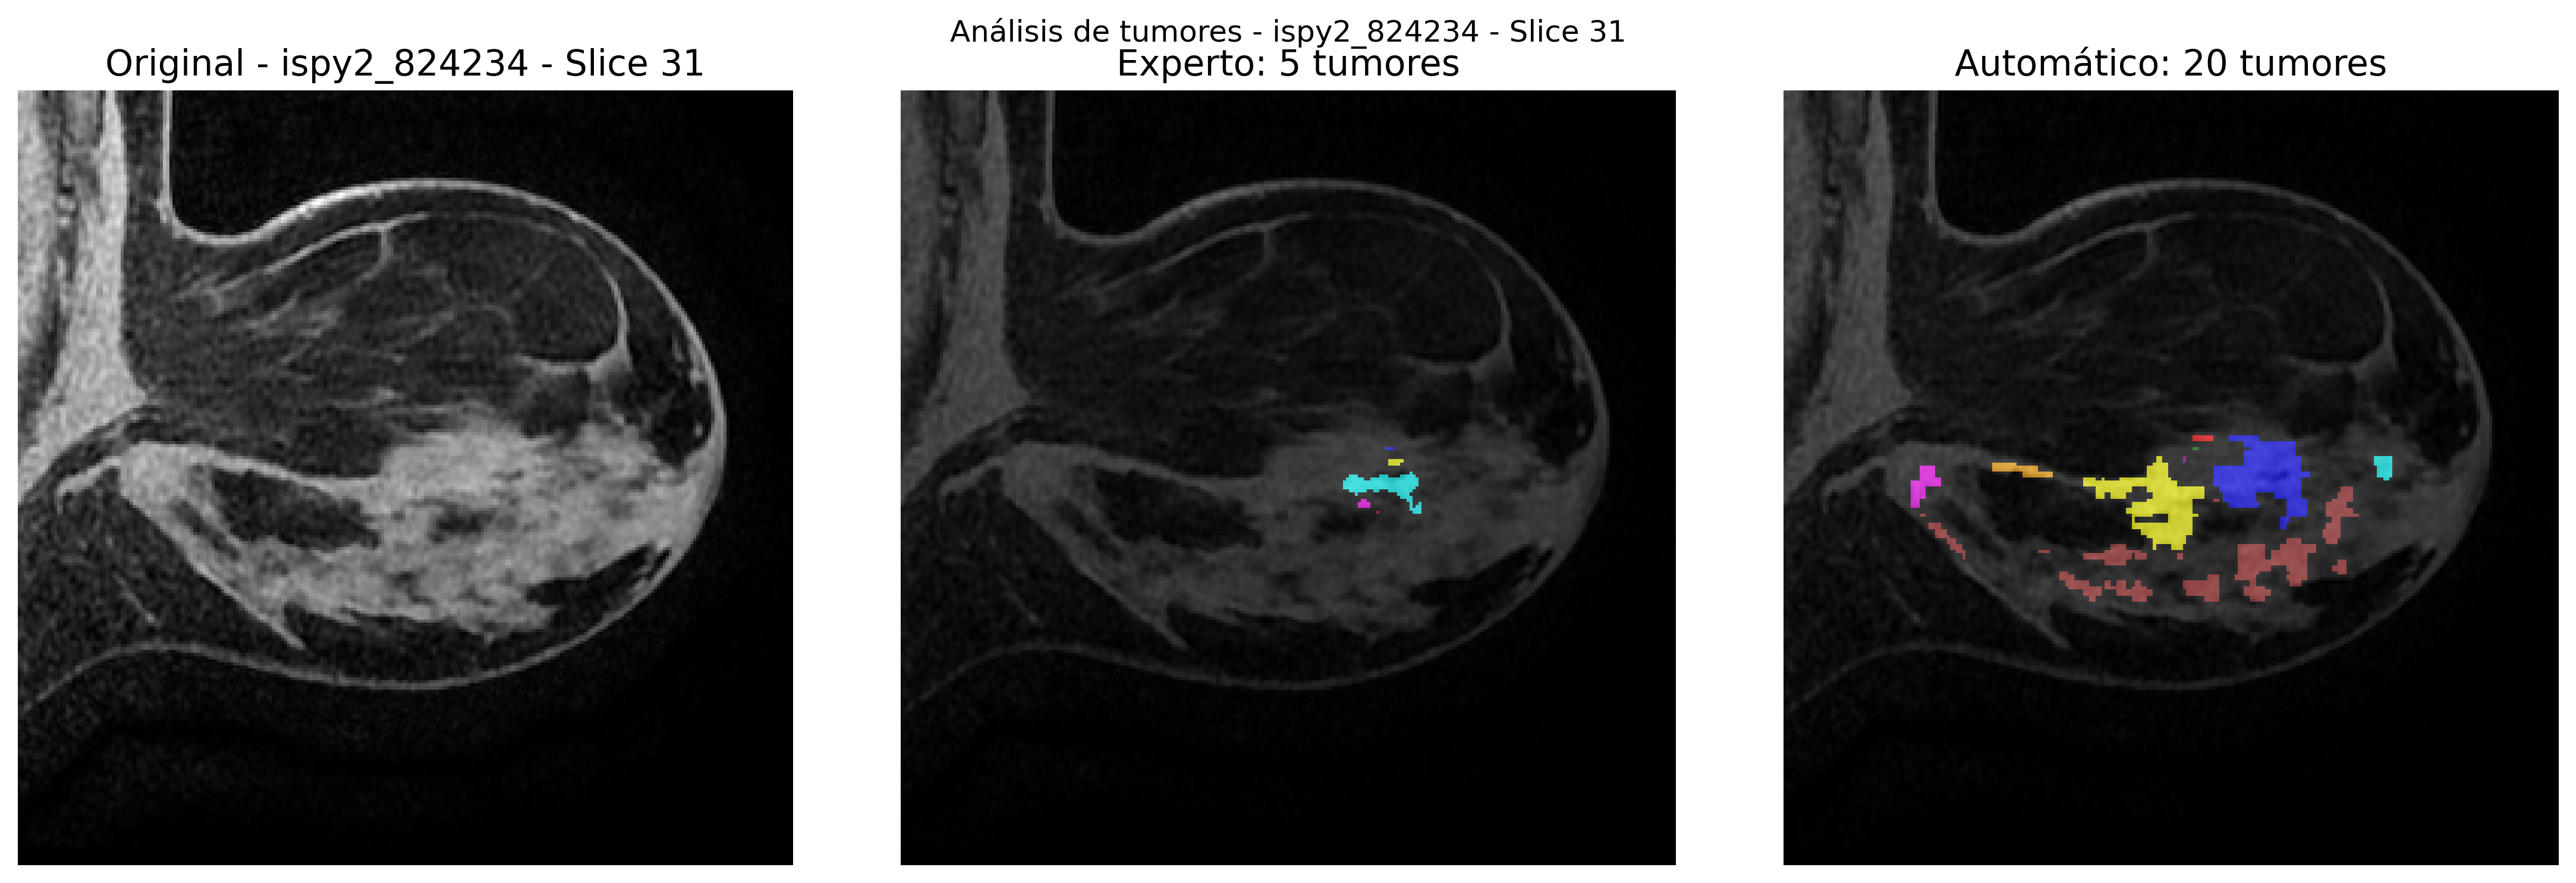 Análisis de tumores - ispy2_824234 - Slice 31
Original - ispy2_824234 - Slice 31
Experto: 5 tumores
Automático: 20 tumores